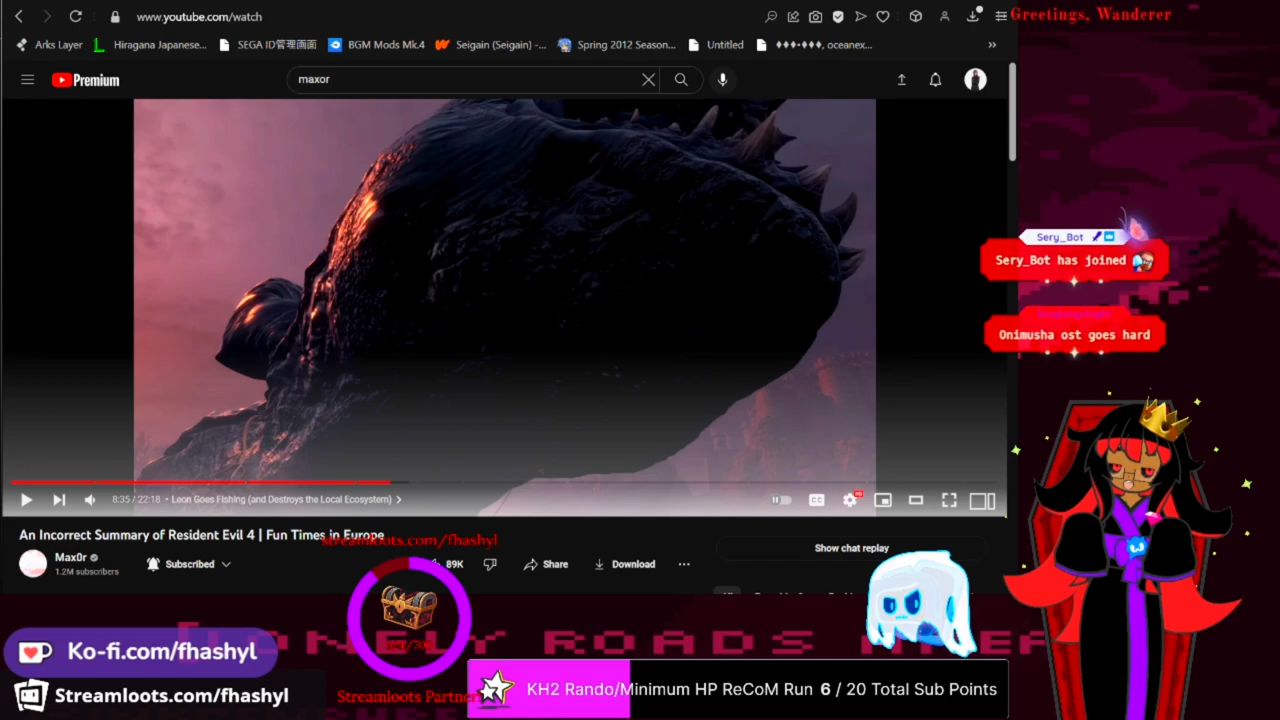 www.youtube.com/watch
Greetings, Wanderer
Arks Layer
Hiragana Japanese...
SEGA ID管理画面
BGM Mods Mk.4
Seigain (Seigain) -...
Spring 2012 Season...
Untitled
♦♦♦-♦♦♦, oceanex...
»
Premium
maxor
Sery_Bot
Sery_Bot has joined
Onimusha ost goes hard
8:35 / 22:18 • Leon Goes Fishing (and Destroys the Local Ecosystem)
CC
HD
An Incorrect Summary of Resident Evil 4 | Fun Times in Europe
streamloots.com/fhashyl
Show chat replay
Max0r
1.2M subscribers
Subscribed
89K
Share
Download
LONELY ROADS
Ko-fi.com/fhashyl
Streamloots Partner
Streamloots.com/fhashyl
KH2 Rando/Minimum HP ReCoM Run 6 / 20 Total Sub Points